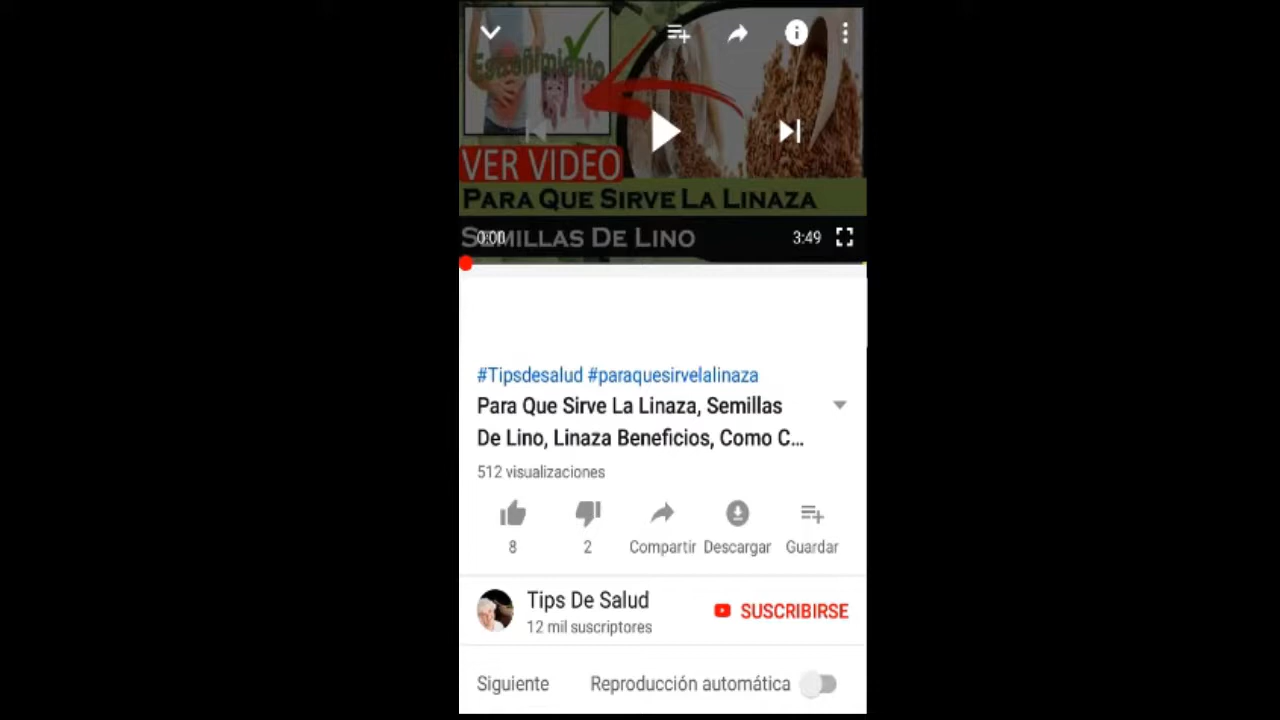 Estreñimiento
VER VIDEO
PARA QUE SIRVE LA LINAZA
SEMILLAS DE LINO
0:00
3:49
#Tipsdesalud #paraquesirvelalinaza
Para Que Sirve La Linaza, Semillas
De Lino, Linaza Beneficios, Como C...
512 visualizaciones
8
2
Compartir
Descargar
Guardar
Tips De Salud
12 mil suscriptores
SUSCRIBIRSE
Siguiente
Reproducción automática